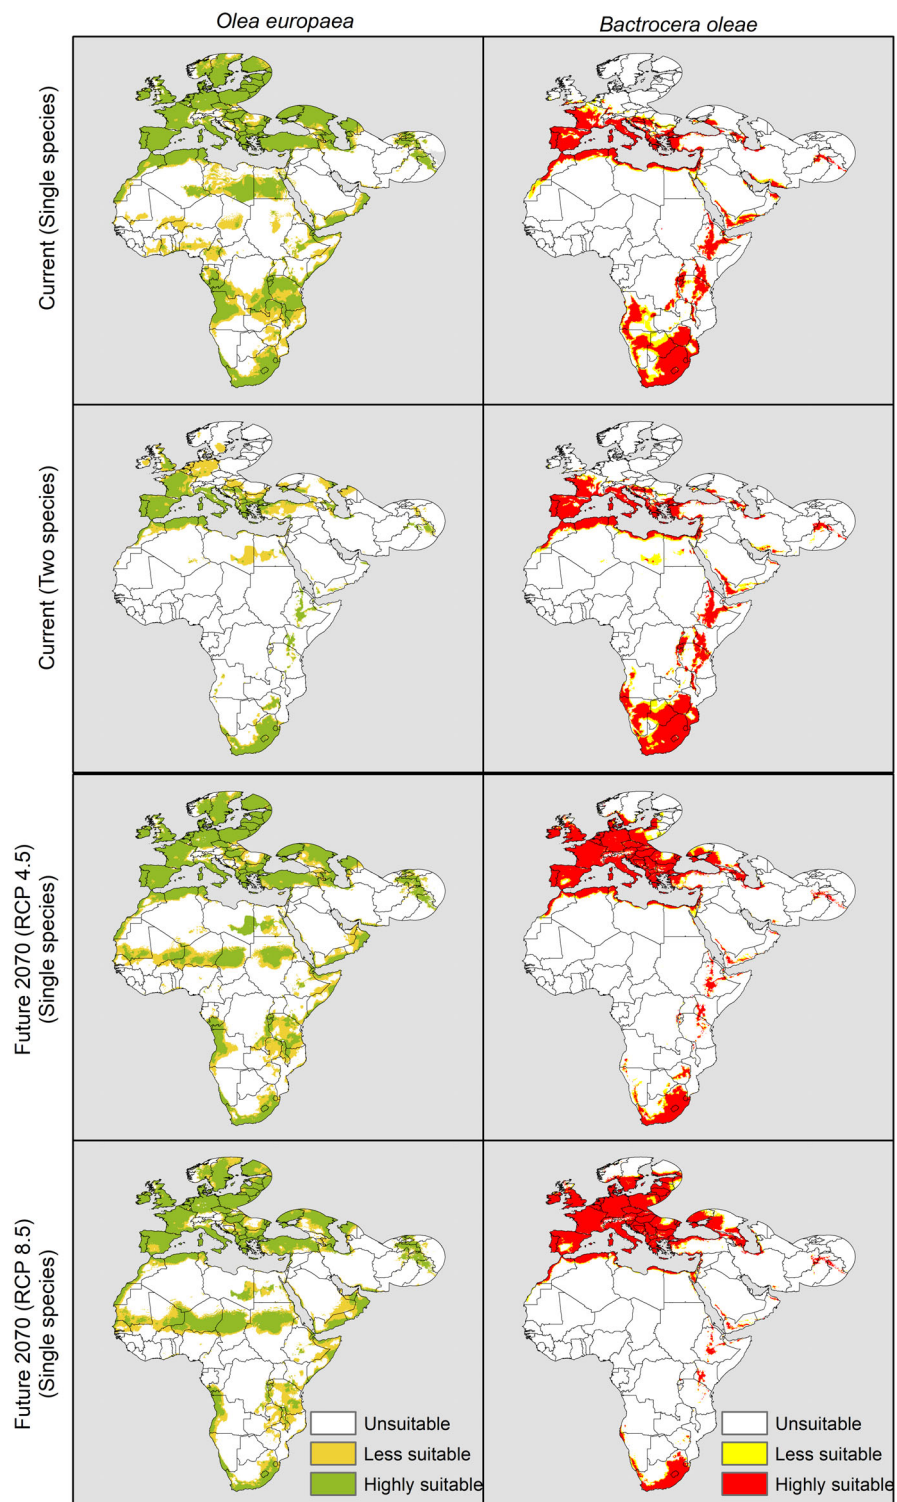 Olea europaea
Bactrocera oleae
Current (Single species)
Current (Two species)
Future 2070 (RCP 4.5)
(Single species)
Future 2070 (RCP 8.5)
(Single species)
Unsuitable
Less suitable
Highly suitable
Unsuitable
Less suitable
Highly suitable